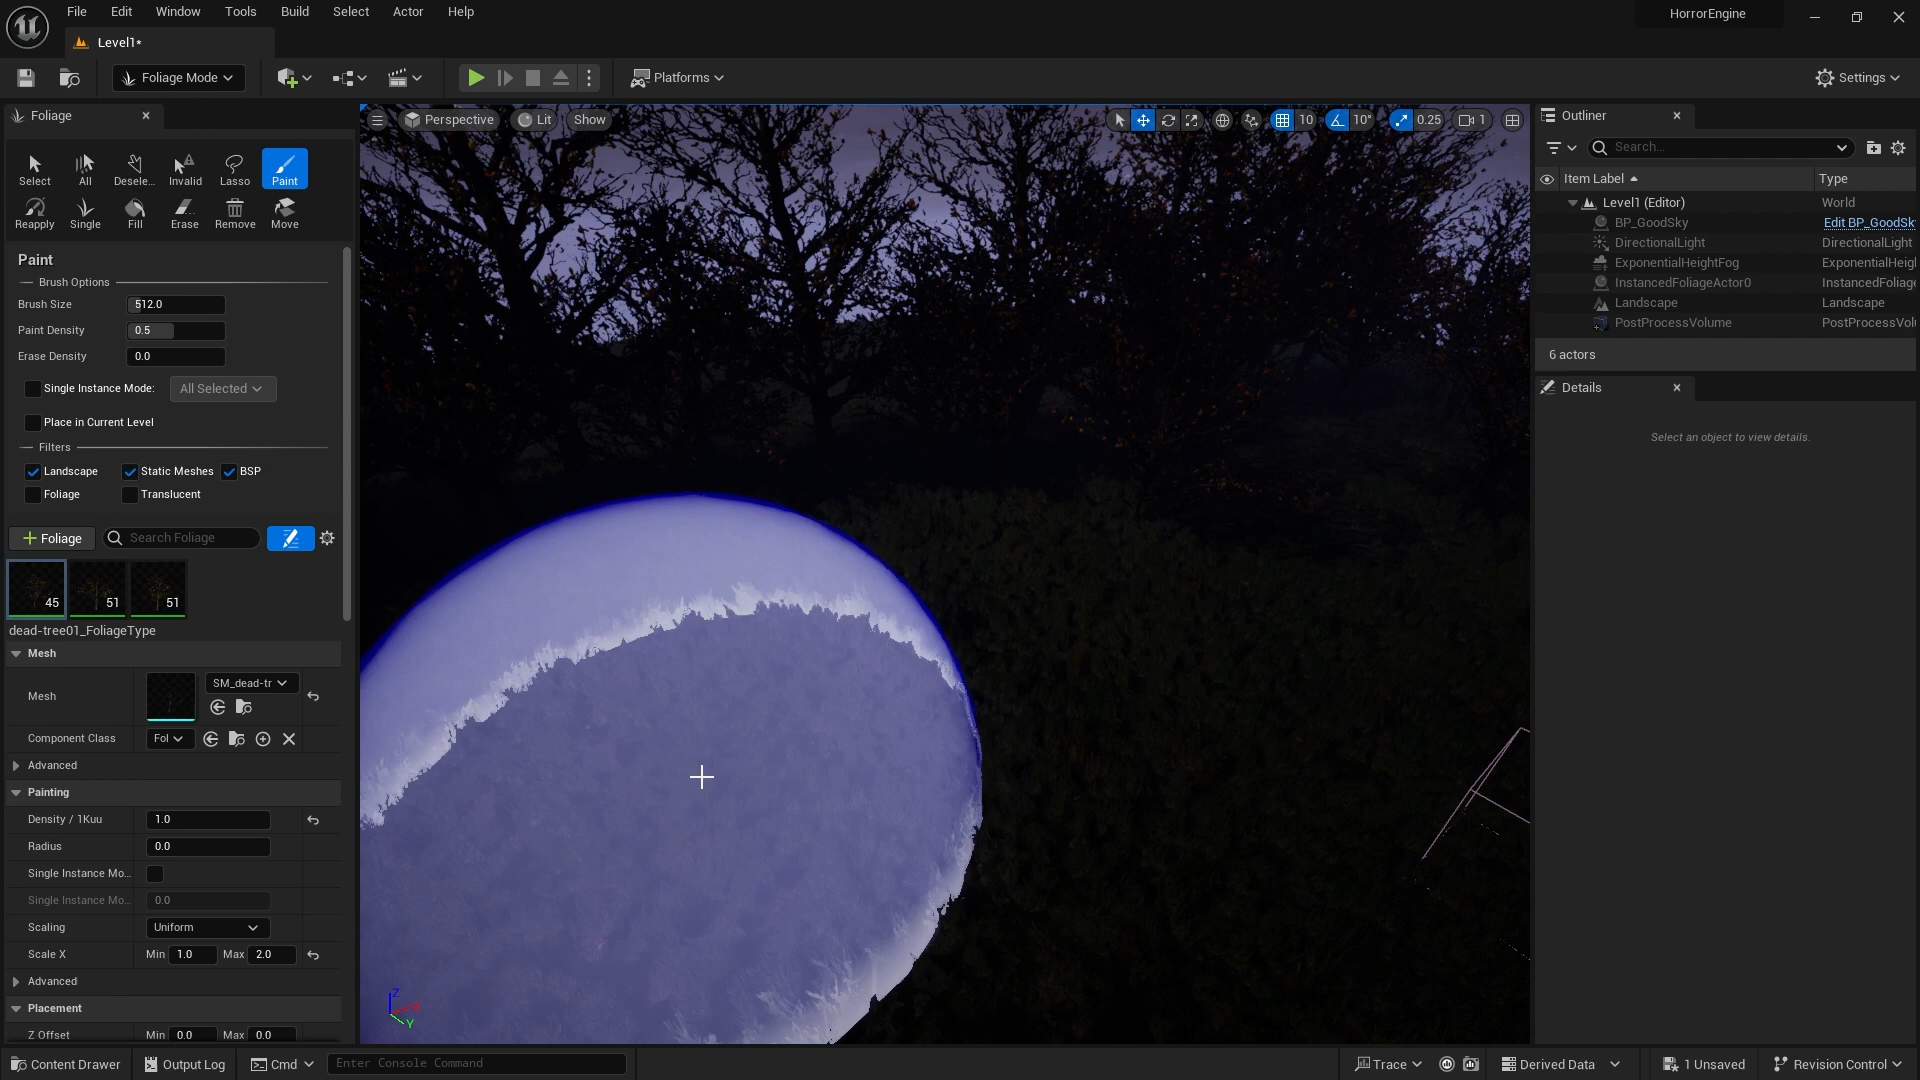 File Edit Window Tools Build Select Actor Help
HorrorEngine
Level1*
Foliage Mode
Platforms
Settings
Foliage
Perspective Lit Show
10 10° 0.25 1
Outliner
Search...
Select All Desele... Invalid Lasso Paint
Reapply Single Fill Erase Remove Move
Item Label Type
Level1 (Editor) World
BP_GoodSky Edit BP_GoodSk
DirectionalLight DirectionalLight
ExponentialHeightFog ExponentialHeigh
InstancedFoliageActor0 InstancedFoliage
Landscape Landscape
PostProcessVolume PostProcessVolu
6 actors
Details
Select an object to view details.
Paint
Brush Options
Brush Size 512.0
Paint Density 0.5
Erase Density 0.0
Single Instance Mode: All Selected
Place in Current Level
Filters
Landscape Static Meshes BSP
Foliage Translucent
+ Foliage Search Foliage
45 51 51
dead-tree01_FoliageType
Mesh
Mesh SM_dead-tr
Component Class Fol
Advanced
Painting
Density / 1Kuu 1.0
Radius 0.0
Single Instance Mo...
Single Instance Mo... 0.0
Scaling Uniform
Scale X Min 1.0 Max 2.0
Advanced
Placement
Z Offset Min 0.0 Max 0.0
Z
X
Y
Content Drawer Output Log Cmd Enter Console Command
Trace Derived Data 1 Unsaved Revision Control